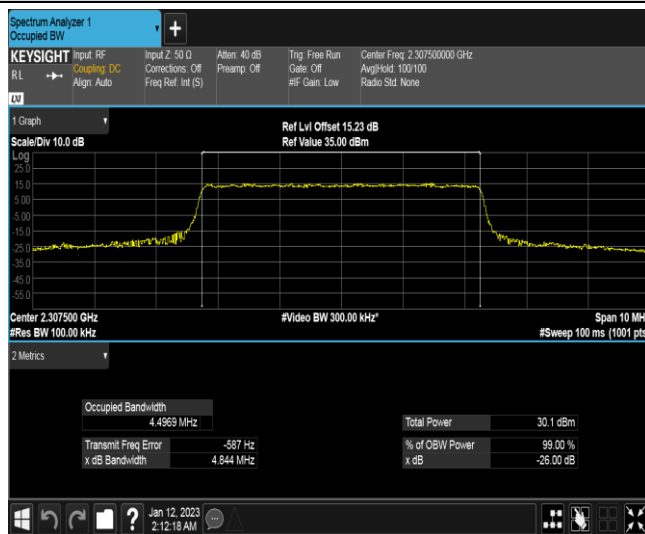 Spectrum Analyzer 1
Occupied BW
+
KEYSIGHT Input: RF Input Z: 50 Ω Atten: 40 dB Trig: Free Run Center Freq: 2.307500000 GHz
RL Coupling: DC Corrections: Off Preamp: Off Gate: Off Avg|Hold: 100/100
Align: Auto Freq Ref: Int (S) #IF Gain: Low Radio Std: None
LXI
1 Graph
Ref Lvl Offset 15.23 dB
Scale/Div 10.0 dB Ref Value 35.00 dBm
Log
25.0
15.0
5.00
-5.00
-15.0
-25.0
-35.0
-45.0
-55.0
Center 2.307500 GHz #Video BW 300.00 kHz* Span 10 MH
#Res BW 100.00 kHz #Sweep 100 ms (1001 pts
2 Metrics
Occupied Bandwidth
4.4969 MHz Total Power 30.1 dBm
Transmit Freq Error -587 Hz % of OBW Power 99.00 %
x dB Bandwidth 4.844 MHz x dB -26.00 dB
? Jan 12, 2023
2:12:18 AM